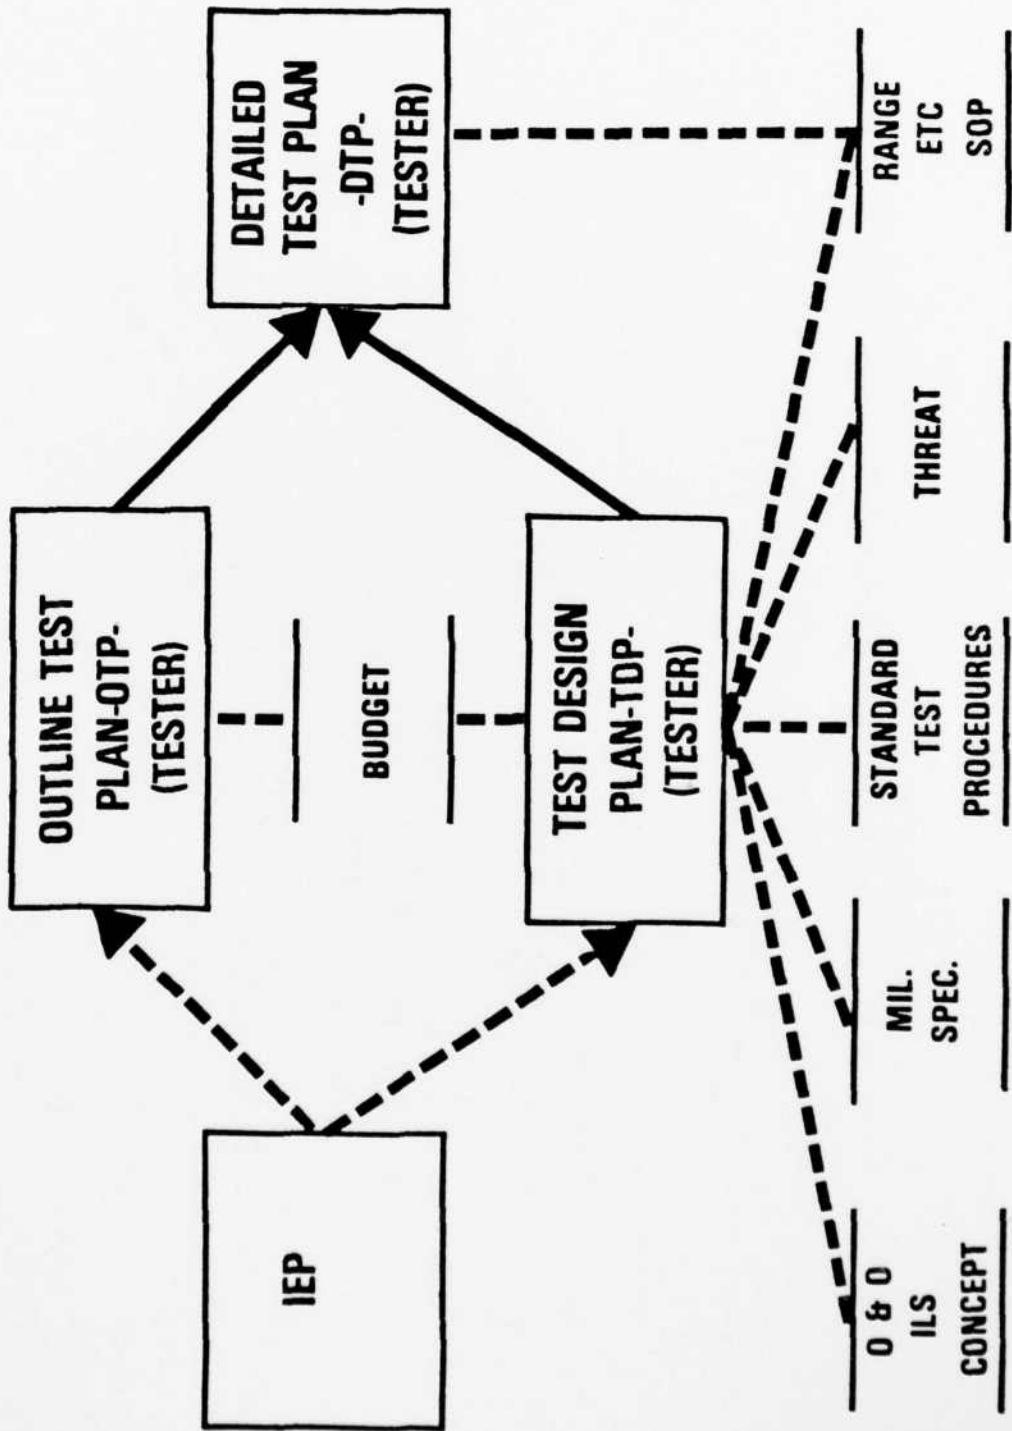 OUTLINE TEST
PLAN-OTP-
(TESTER)
IEP
BUDGET
DETAILED
TEST PLAN
-DTP-
(TESTER)
TEST DESIGN
PLAN-TDP-
(TESTER)
O & O
ILS
CONCEPT
MIL.
SPEC.
STANDARD
TEST
PROCEDURES
THREAT
RANGE
ETC
SOP